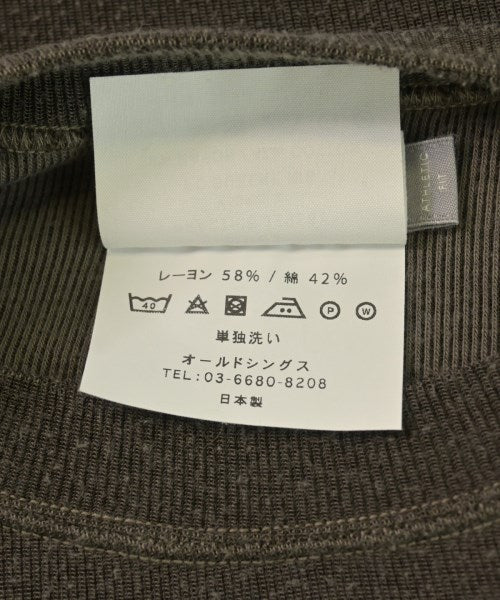 ATHLETIC
FIT
レーヨン 58% / 綿 42%
40 P W
単独洗い
オールドシングス
TEL:03-6680-8208
日本製